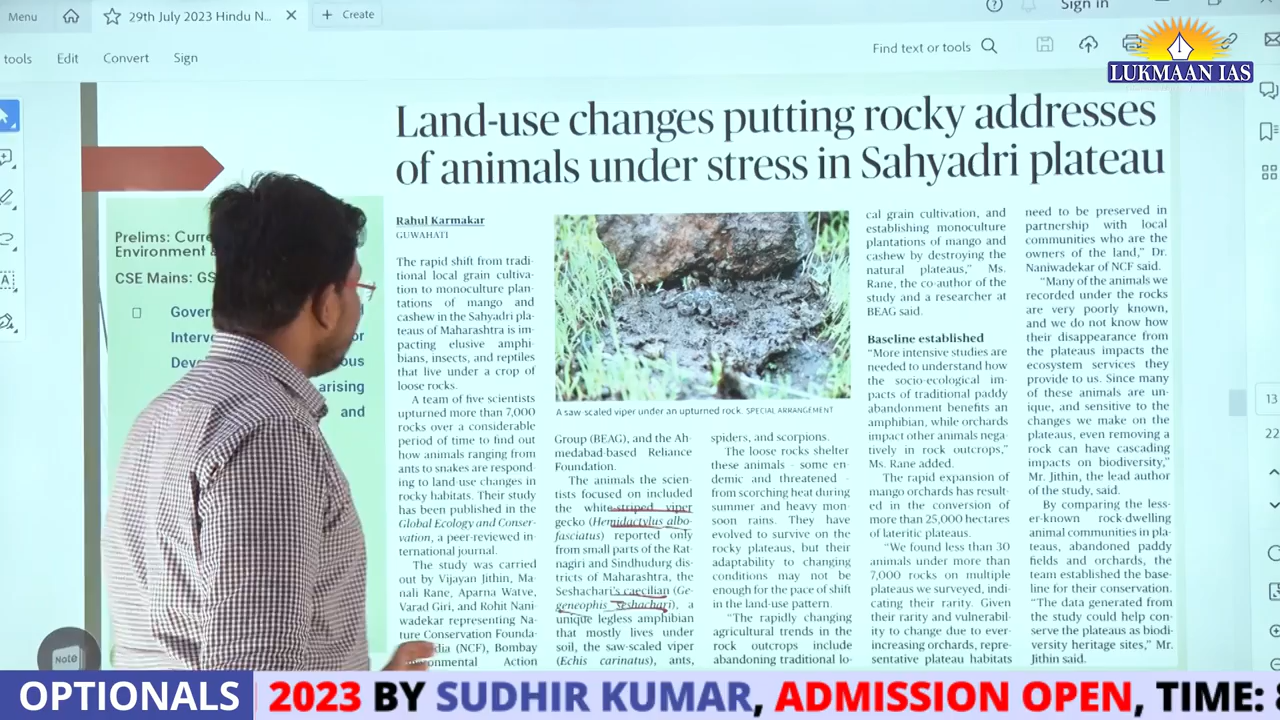 Menu
29th July 2023 Hindu N...
Create
Sign in
tools
Edit
Convert
Sign
Find text or tools
LUKMAAN IAS
Land-use changes putting rocky addresses
of animals under stress in Sahyadri plateau
Prelims:
Environment
CSE Mains:
arising
and
Rahul Karmakar
GUWAHATI
The rapid shift from tradi-
tional local grain cultiva-
tion to monoculture plan-
tations of mango and
cashew in the Sahyadri pla-
teaus of Maharashtra is im-
pacting elusive amphi-
bians, insects, and reptiles
that live under a crop of
loose rocks.
A team of five scientists
upturned more than 7,000
rocks over a considerable
period of time to find out
how animals ranging from
ants to snakes are respond-
ing to land-use changes in
rocky habitats. Their study
has been published in the
Global Ecology and Conser-
vation, a peer-reviewed in-
ternational journal.
The study was carried
out by Vijayan Jithin, Ma-
nali Rane, Aparna Watve,
Varad Giri, and Rohit Nani-
wadekar representing Na-
ture Conservation Founda-
(NCF), Bombay
Action
A saw scaled viper under an upturned rock. SPECIAL ARRANGEMENT
Group (BEAG), and the Ah-
medabad-based Reliance
Foundation.
The animals the scien-
tists focused on included
the white-striped viper
gecko (Hemidactylus albo-
fasciatus) reported only
from small parts of the Rat-
nagiri and Sindhudurg dis-
tricts of Maharashtra, the
Seshachari's caecilian (Ge-
geneophis seshachari), a
unique legless amphibian
that mostly lives under
soil, the saw-scaled viper
(Echis carinatus), ants,
spiders, and scorpions.
The loose rocks shelter
these animals - some en-
demic and threatened -
from scorching heat during
summer and heavy mon-
soon rains. They have
evolved to survive on the
rocky plateaus, but their
adaptability to changing
conditions may not be
enough for the pace of shift
in the land-use pattern.
"The rapidly changing
agricultural trends in the
rock outcrops include
abandoning traditional lo-
cal grain cultivation, and
establishing monoculture
plantations of mango and
cashew by destroying the
natural plateaus," Ms.
Rane, the co-author of the
study and a researcher at
BEAG said.
Baseline established
"More intensive studies are
needed to understand how
the socio-ecological im-
pacts of traditional paddy
abandonment benefits an
amphibian, while orchards
impact other animals nega-
tively in rock outcrops,"
Ms. Rane added.
The rapid expansion of
mango orchards has result-
ed in the conversion of
more than 25,000 hectares
of lateritic plateaus.
"We found less than 30
animals under more than
7,000 rocks on multiple
plateaus we surveyed, indi-
cating their rarity. Given
their rarity and vulnerabil-
ity to change due to ever-
increasing orchards, repre-
sentative plateau habitats
need to be preserved in
partnership with local
communities who are the
owners of the land," Dr.
Naniwadekar of NCF said.
"Many of the animals we
recorded under the rocks
are very poorly known,
and we do not know how
their disappearance from
the plateaus impacts the
ecosystem services they
provide to us. Since many
of these animals are un-
ique, and sensitive to the
changes we make on the
plateaus, even removing a
rock can have cascading
impacts on biodiversity,"
Mr. Jithin, the lead author
of the study, said.
By comparing the less-
er-known rock-dwelling
animal communities in pla-
teaus, abandoned paddy
fields and orchards, the
team established the base-
line for their conservation.
"The data generated from
the study could help con-
serve the plateaus as biodi-
versity heritage sites," Mr.
Jithin said.
13
22
Note
OPTIONALS
2023 BY SUDHIR KUMAR, ADMISSION OPEN, TIME: